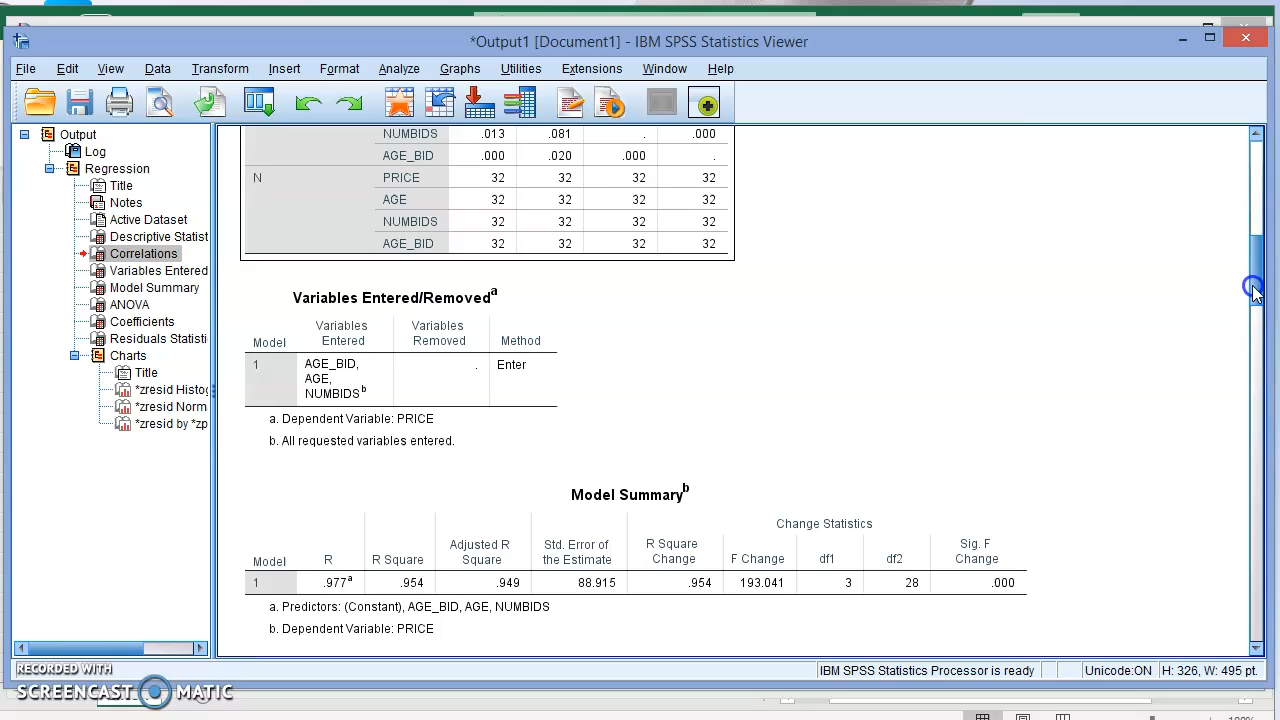 *Output1 [Document1] - IBM SPSS Statistics Viewer
File Edit View Data Transform Insert Format Analyze Graphs Utilities Extensions Window Help
Output
Log
Regression
Title
Notes
Active Dataset
Descriptive Statist
Correlations
Variables Entered
Model Summary
ANOVA
Coefficients
Residuals Statisti
Charts
Title
*zresid Histog
*zresid Norm
*zresid by *zp
NUMBIDS .013 .081 . .000
AGE_BID .000 .020 .000 .
N PRICE 32 32 32 32
AGE 32 32 32 32
NUMBIDS 32 32 32 32
AGE_BID 32 32 32 32
Variables Entered/Removed a
Model Variables Entered Variables Removed Method
1 AGE_BID, AGE, NUMBIDS b . Enter
a. Dependent Variable: PRICE
b. All requested variables entered.
Model Summary b
Change Statistics
Model R R Square Adjusted R Square Std. Error of the Estimate R Square Change F Change df1 df2 Sig. F Change
1 .977 a .954 .949 88.915 .954 193.041 3 28 .000
a. Predictors: (Constant), AGE_BID, AGE, NUMBIDS
b. Dependent Variable: PRICE
IBM SPSS Statistics Processor is ready Unicode:ON H: 326, W: 495 pt.
RECORDED WITH
SCREENCAST MATIC